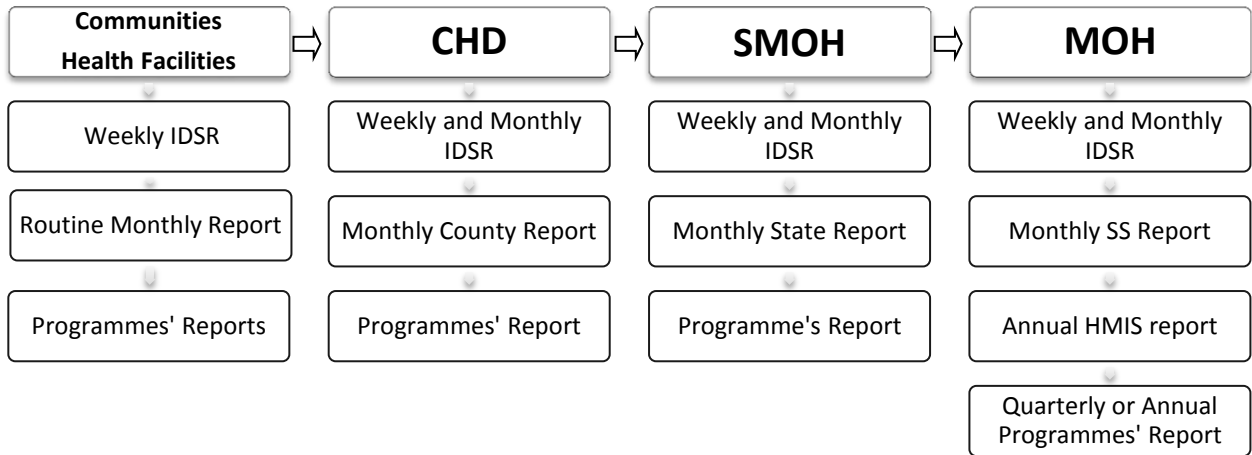 Communities
Health Facilities
Weekly IDSR
Routine Monthly Report
Programmes' Reports
CHD
Weekly and Monthly
IDSR
Monthly County Report
Programmes' Report
SMOH
Weekly and Monthly
IDSR
Monthly State Report
Programme's Report
MOH
Weekly and Monthly
IDSR
Monthly SS Report
Annual HMIS report
Quarterly or Annual
Programmes' Report